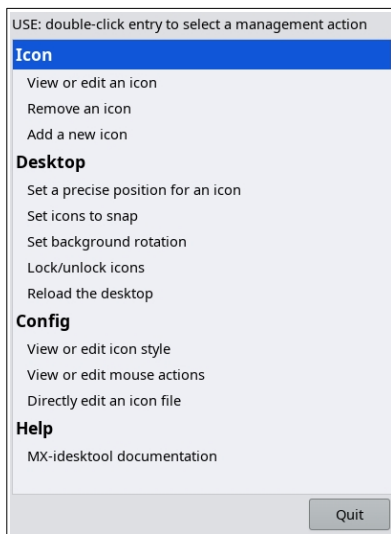 USE: double-click entry to select a management action
Icon
View or edit an icon
Remove an icon
Add a new icon
Desktop
Set a precise position for an icon
Set icons to snap
Set background rotation
Lock/unlock icons
Reload the desktop
Config
View or edit icon style
View or edit mouse actions
Directly edit an icon file
Help
MX-idesktool documentation
Quit